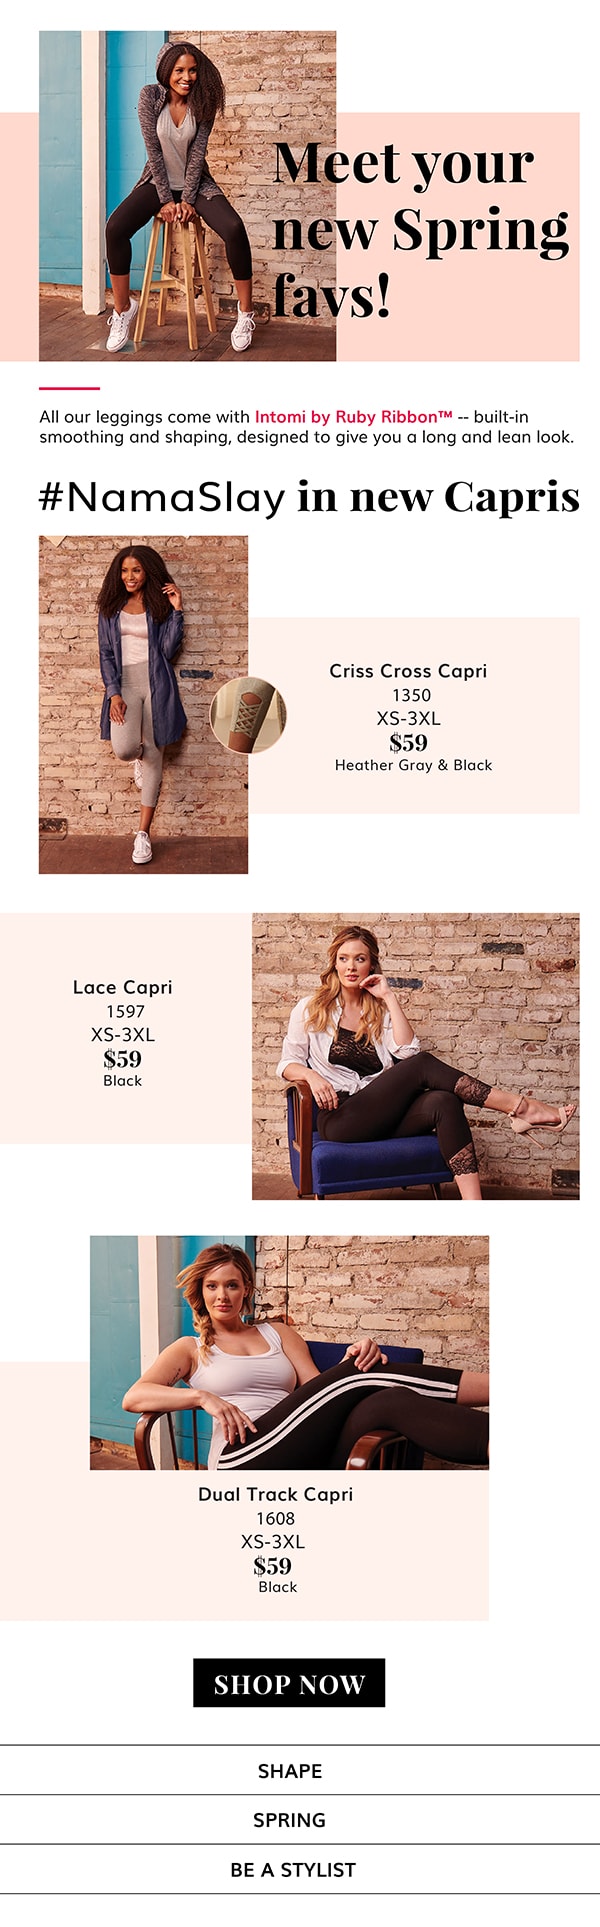 Meet your
new Spring
favs!
All our leggings come with Intomi by Ruby Ribbon™ -- built-in
smoothing and shaping, designed to give you a long and lean look.
#NamaSlay in new Capris
Criss Cross Capri
1350
XS-3XL
$59
Heather Gray & Black
Lace Capri
1597
XS-3XL
$59
Black
Dual Track Capri
1608
XS-3XL
$59
Black
SHOP NOW
SHAPE
SPRING
BE A STYLIST